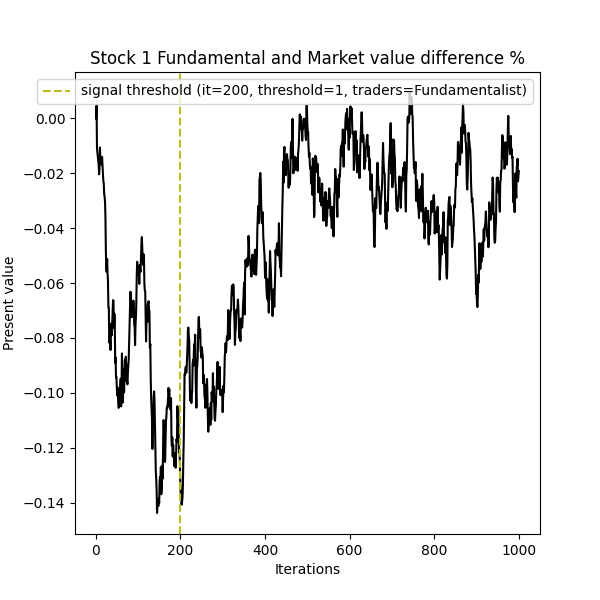 Stock 1 Fundamental and Market value difference %
signal threshold (it=200, threshold=1, traders=Fundamentalist)
0.00
−0.02
−0.04
−0.06
−0.08
−0.10
−0.12
−0.14
Present value
0 200 400 600 800 1000
Iterations